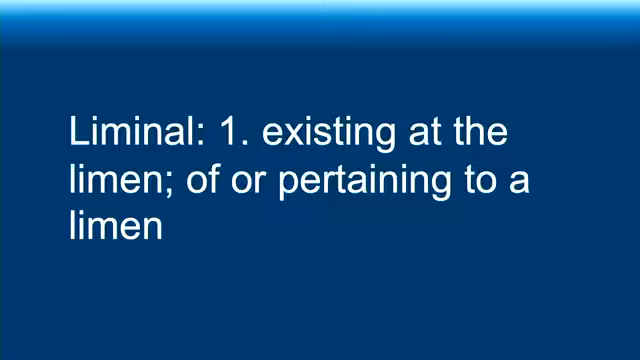 Liminal: 1. existing at the
limen; of or pertaining to a
limen